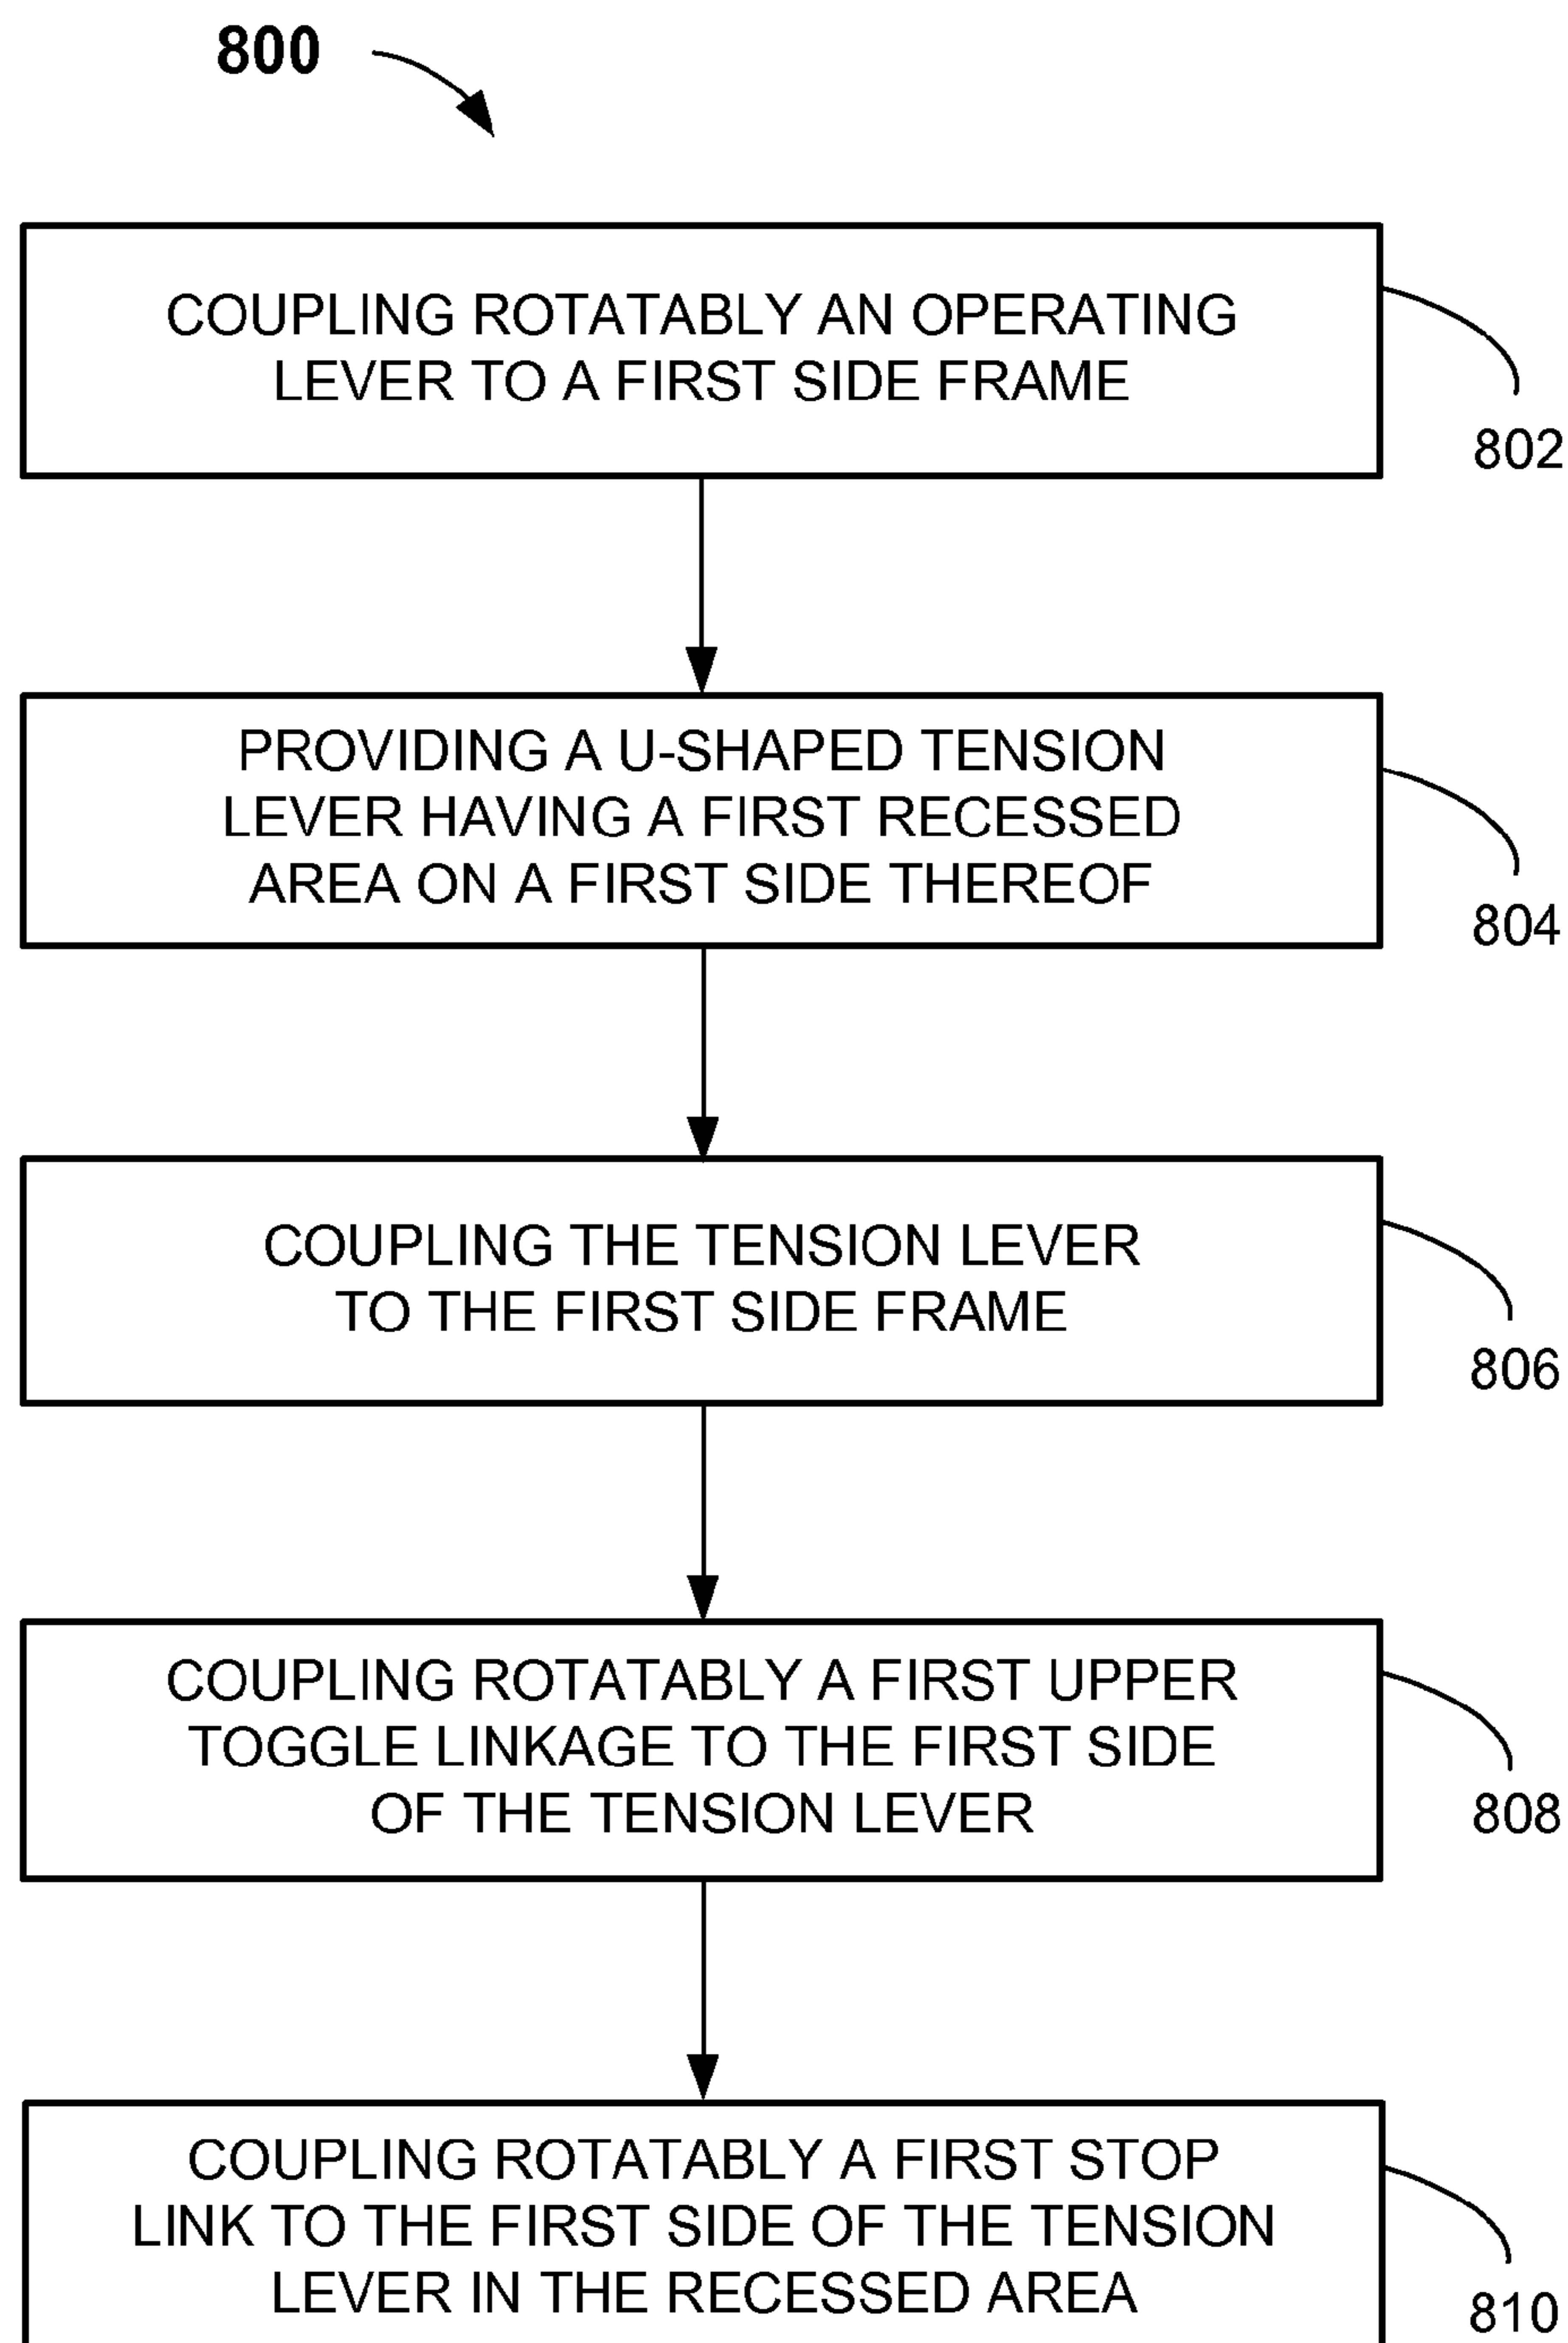 800
COUPLING ROTATABLY AN OPERATING
LEVER TO A FIRST SIDE FRAME
802
PROVIDING A U-SHAPED TENSION
LEVER HAVING A FIRST RECESSED
AREA ON A FIRST SIDE THEREOF
804
COUPLING THE TENSION LEVER
TO THE FIRST SIDE FRAME
806
COUPLING ROTATABLY A FIRST UPPER
TOGGLE LINKAGE TO THE FIRST SIDE
OF THE TENSION LEVER
808
COUPLING ROTATABLY A FIRST STOP
LINK TO THE FIRST SIDE OF THE TENSION
LEVER IN THE RECESSED AREA
810